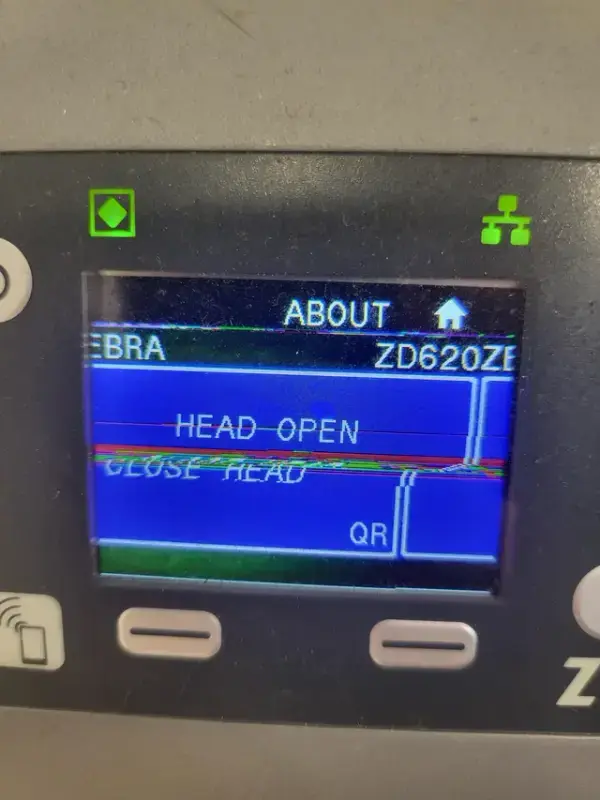 ABOUT
EBRA ZD620ZE
HEAD OPEN
CLOSE HEAD
QR
Z